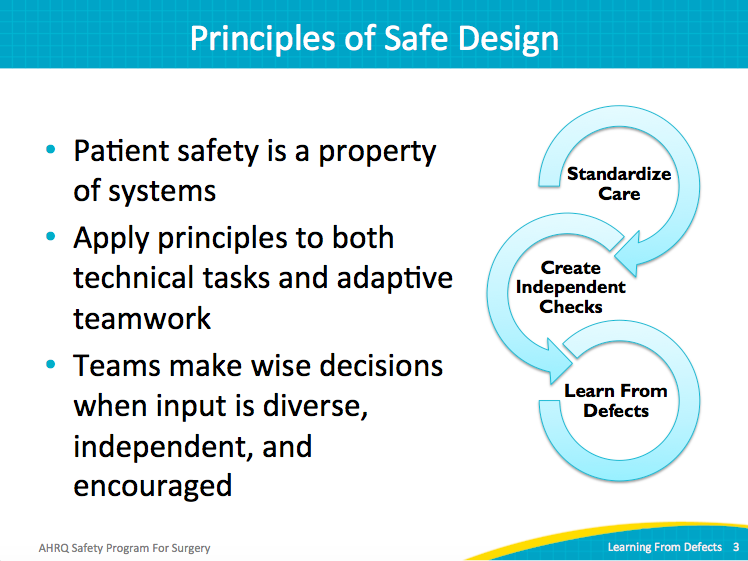 Principles of Safe Design
• Patient safety is a property
of systems
• Apply principles to both
technical tasks and adaptive
teamwork
• Teams make wise decisions
when input is diverse,
independent, and
encouraged
Standardize
Care
Create
Independent
Checks
Learn From
Defects
AHRQ Safety Program For Surgery
Learning From Defects 3